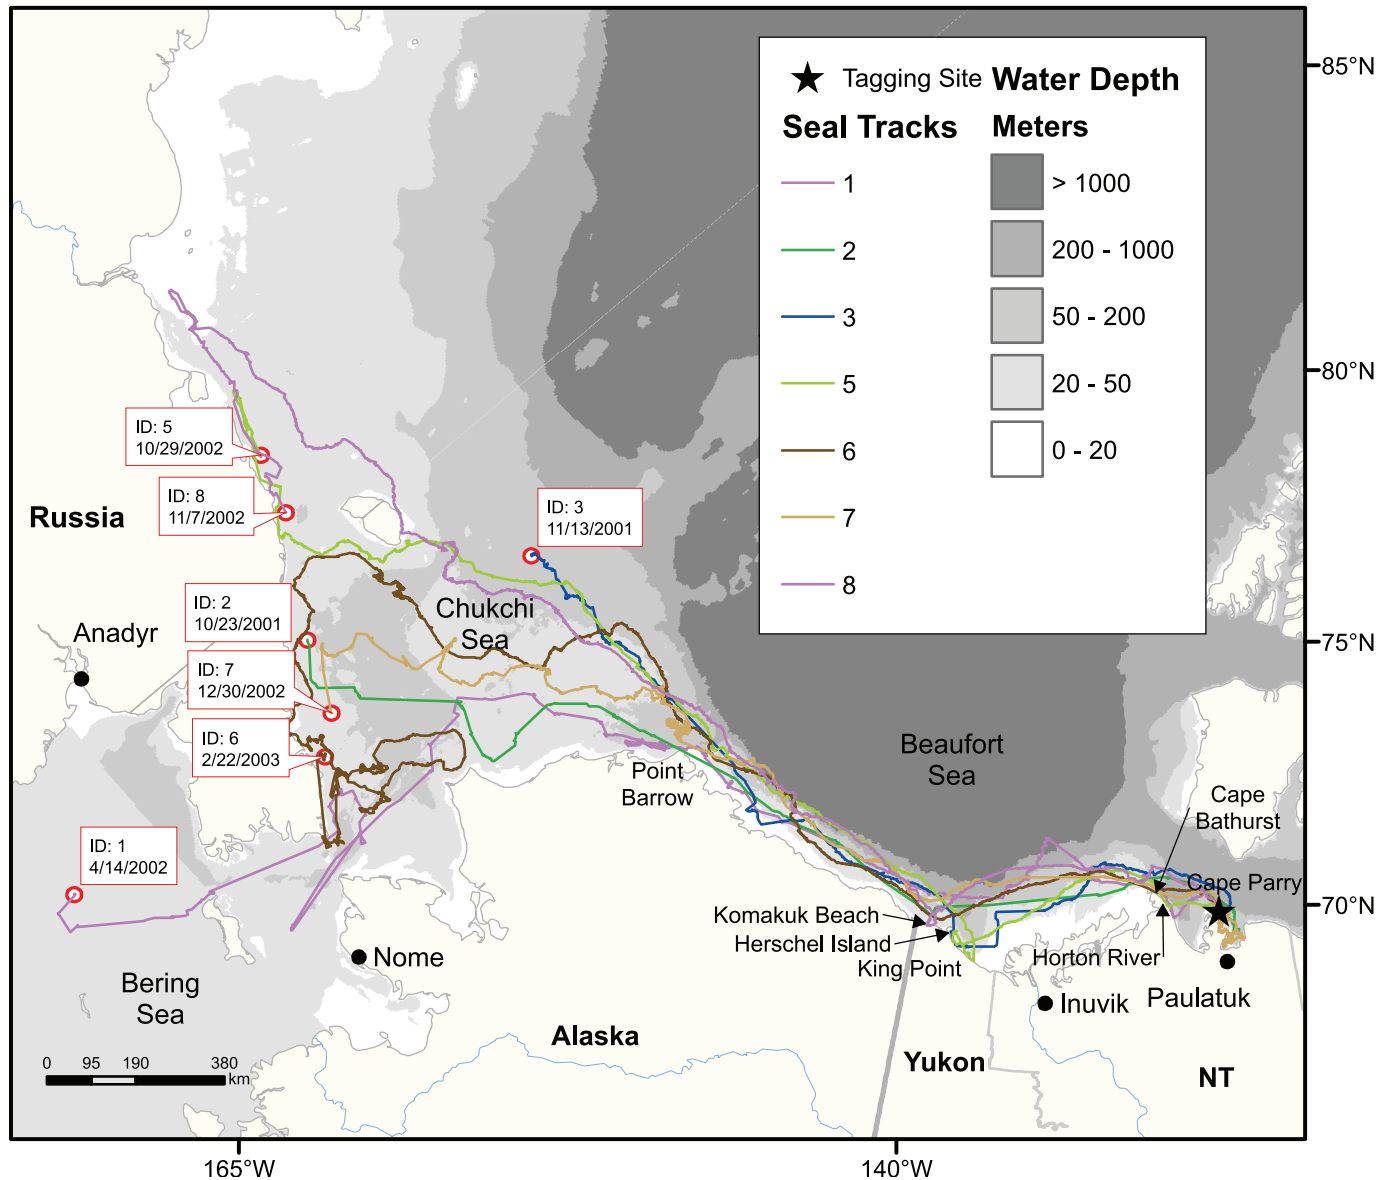 85°N
Tagging Site
Water Depth
Seal Tracks
Meters
1
> 1000
2
200 - 1000
3
50 - 200
5
20 - 50
6
0 - 20
7
8
80°N
ID: 5
10/29/2002
ID: 8
11/7/2002
ID: 3
11/13/2001
Russia
ID: 2
10/23/2001
Chukchi
Sea
Anadyr
75°N
ID: 7
12/30/2002
ID: 6
2/22/2003
Beaufort
Sea
Point
Barrow
Cape
Bathurst
ID: 1
4/14/2002
Cape Parry
70°N
Komakuk Beach
Herschel Island
King Point
Horton River
Nome
Bering
Sea
Inuvik
Paulatuk
Alaska
Yukon
NT
0 95 190 380
km
165°W
140°W